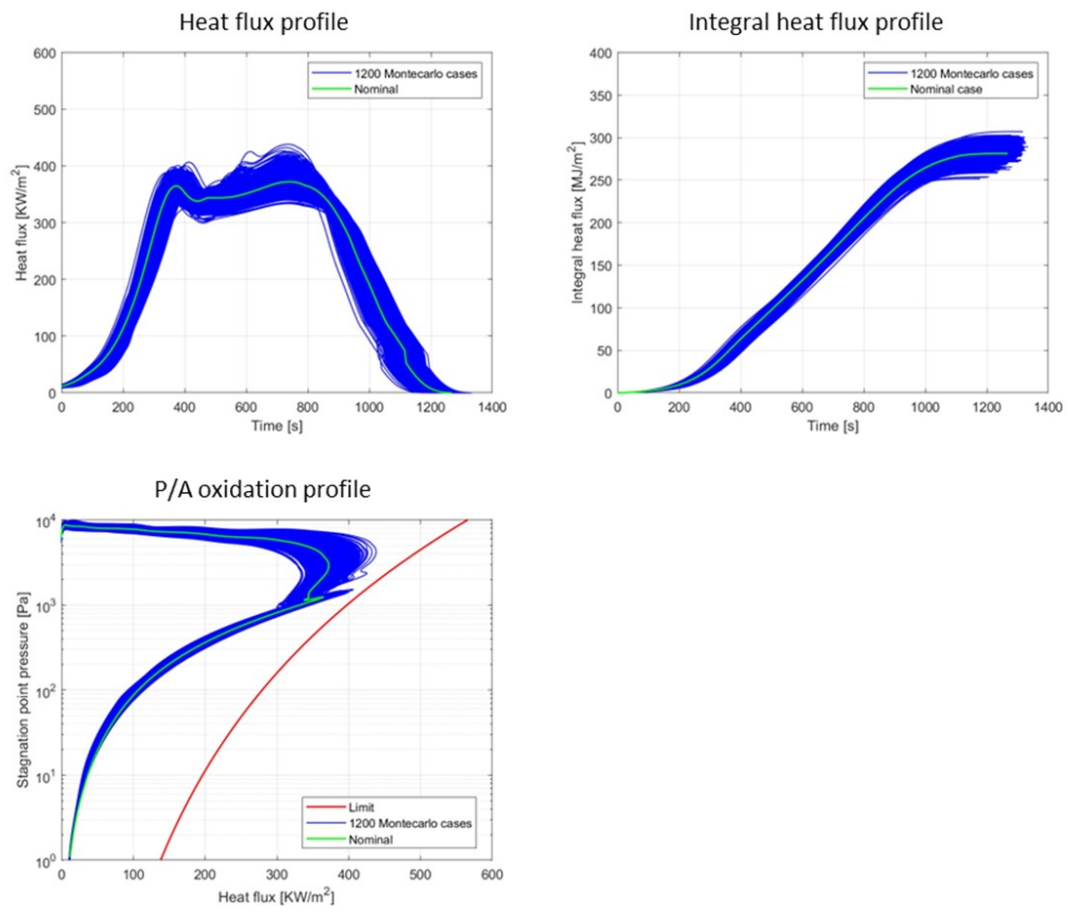 Heat flux profile
600
500
400
300
200
100
0
Heat flux [KW/m²]
1200 Montecarlo cases
Nominal
0 200 400 600 800 1000 1200 1400
Time [s]
Integral heat flux profile
400
350
300
250
200
150
100
50
0
Integral heat flux [MJ/m²]
1200 Montecarlo cases
Nominal case
0 200 400 600 800 1000 1200 1400
Time [s]
P/A oxidation profile
10⁴
10³
10²
10¹
10⁰
Stagnation point pressure [Pa]
Limit
1200 Montecarlo cases
Nominal
0 100 200 300 400 500 600
Heat flux [KW/m²]